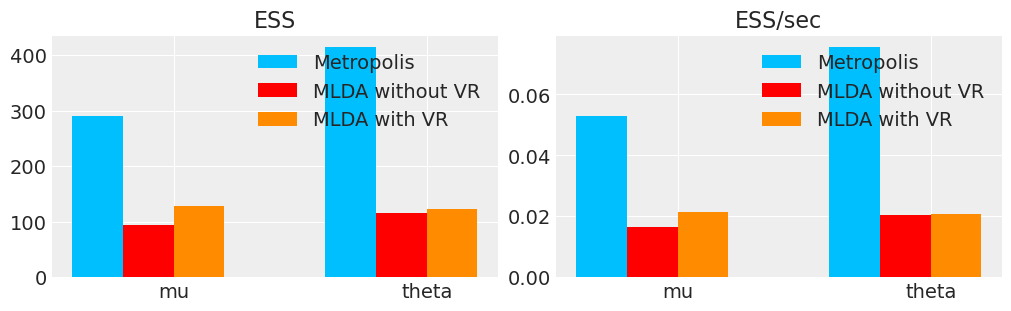 ESS
400
300
200
100
0
Metropolis
MLDA without VR
MLDA with VR
mu theta
ESS/sec
0.06
0.04
0.02
0.00
Metropolis
MLDA without VR
MLDA with VR
mu theta